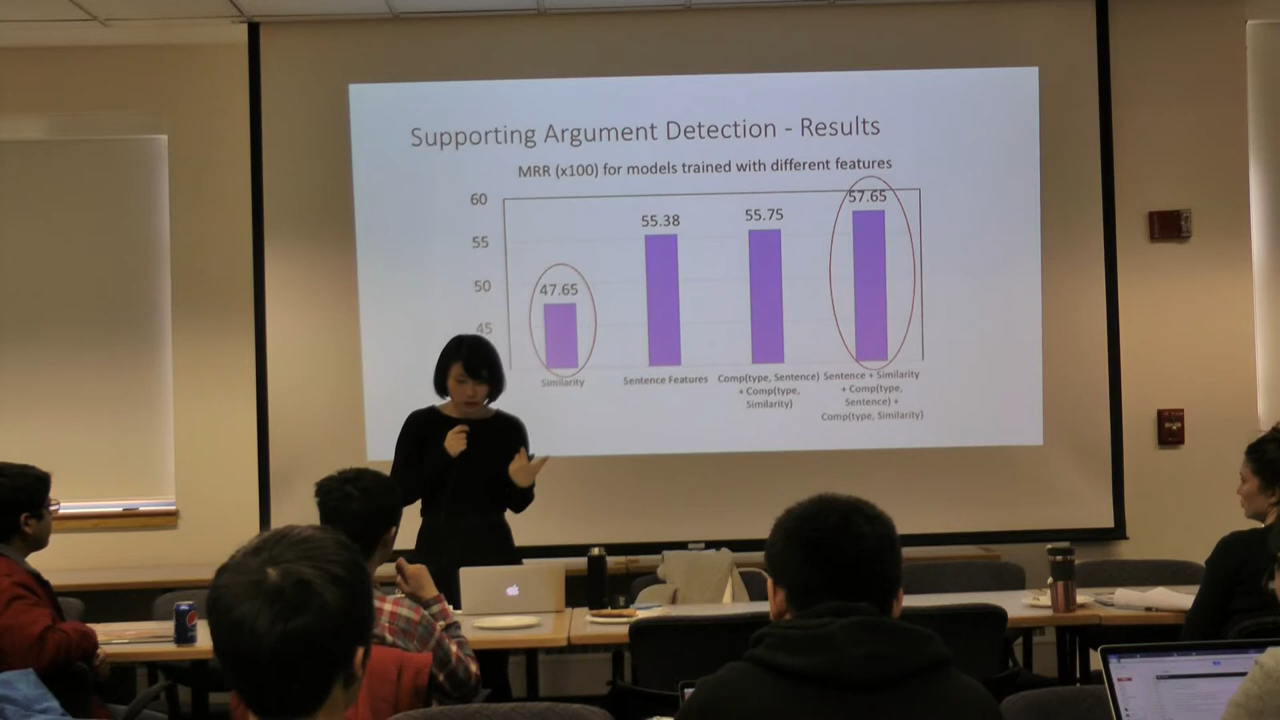 Supporting Argument Detection - Results
MRR (x100) for models trained with different features
60
55
50
45
47.65
55.38
55.75
57.65
Similarity
Sentence Features
Comp(type, Sentence)
+ Comp(type,
Similarity)
Sentence + Similarity
+ Comp(type,
Sentence) +
Comp(type, Similarity)
pepsi